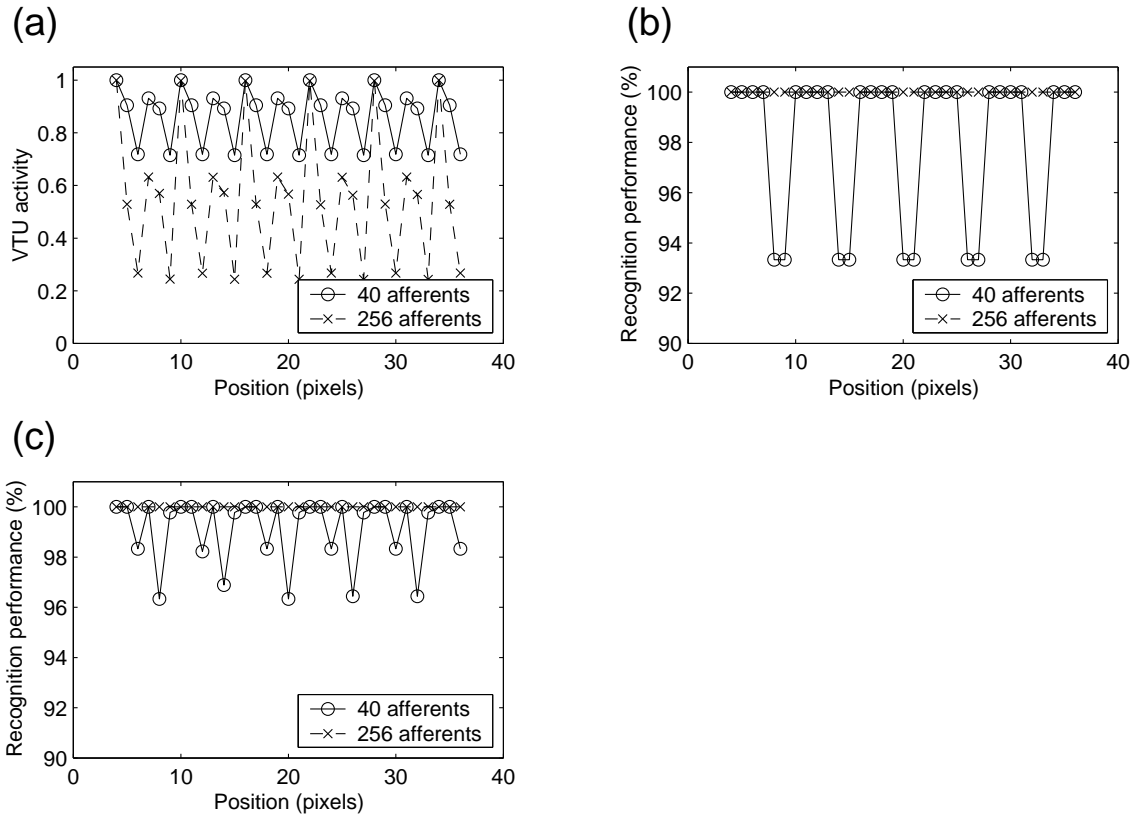 (a)
1
0.8
0.6
0.4
0.2
0
VTU activity
0 10 20 30 40
Position (pixels)
40 afferents
256 afferents
(b)
100
98
96
94
92
90
Recognition performance (%)
0 10 20 30 40
Position (pixels)
40 afferents
256 afferents
(c)
100
98
96
94
92
90
Recognition performance (%)
0 10 20 30 40
Position (pixels)
40 afferents
256 afferents